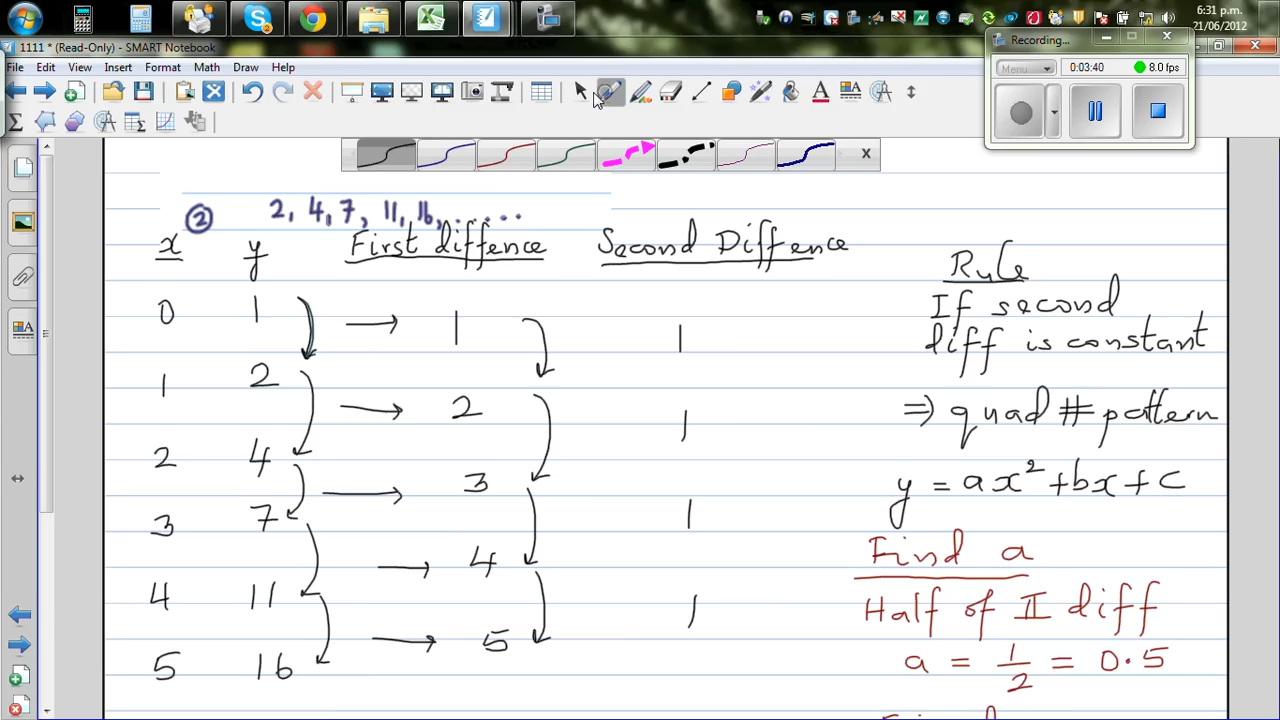 6:31 p.m.
21/06/2012
1111 * (Read-Only) - SMART Notebook
Recording...
File Edit View Insert Format Math Draw Help
Menu 0:03:40 8.0 fps
② 2, 4, 7, 11, 16, . . ...
x y First diffence Second Diffence
Rule
0 1 1 1
If second
diff is constant
1 2 2 1
⇒ quad # pattern
2 4 3 1
y = ax² + bx + c
3 7 4 1
Find a
4 11 5
Half of II diff
5 16
a = 1/2 = 0.5